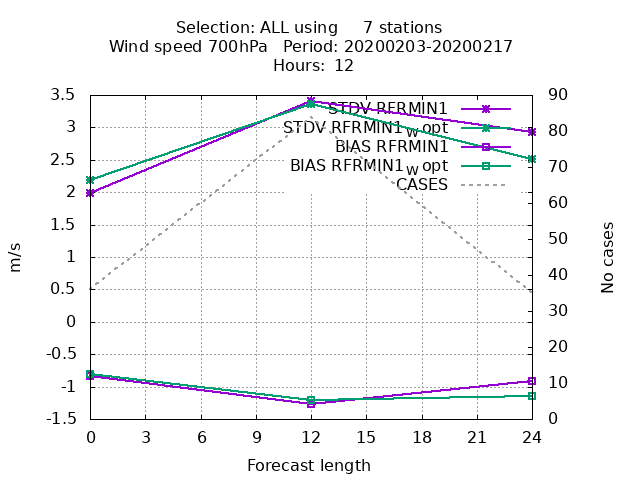 Selection: ALL using 7 stations
Wind speed 700hPa Period: 20200203-20200217
Hours: 12
STDV RFRMIN1
STDV RFRMIN1w opt
BIAS RFRMIN1
BIAS RFRMIN1w opt
CASES
3.5
3
2.5
2
1.5
1
0.5
0
-0.5
-1
-1.5
m/s
90
80
70
60
50
40
30
20
10
0
No cases
0 3 6 9 12 15 18 21 24
Forecast length